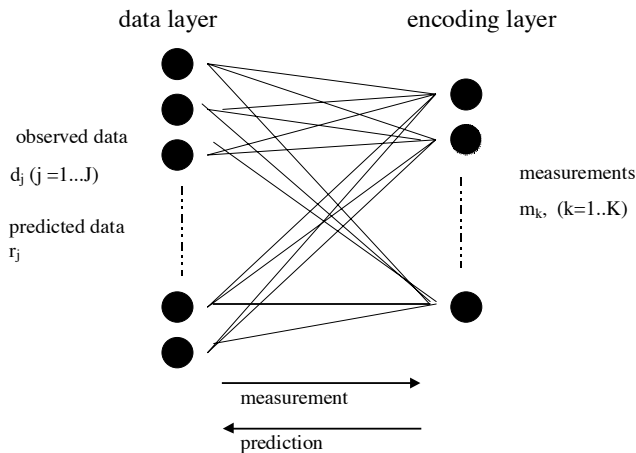 data layer
encoding layer
observed data
d_j (j =1...J)
predicted data
r_j
measurements
m_k, (k=1..K)
measurement
prediction